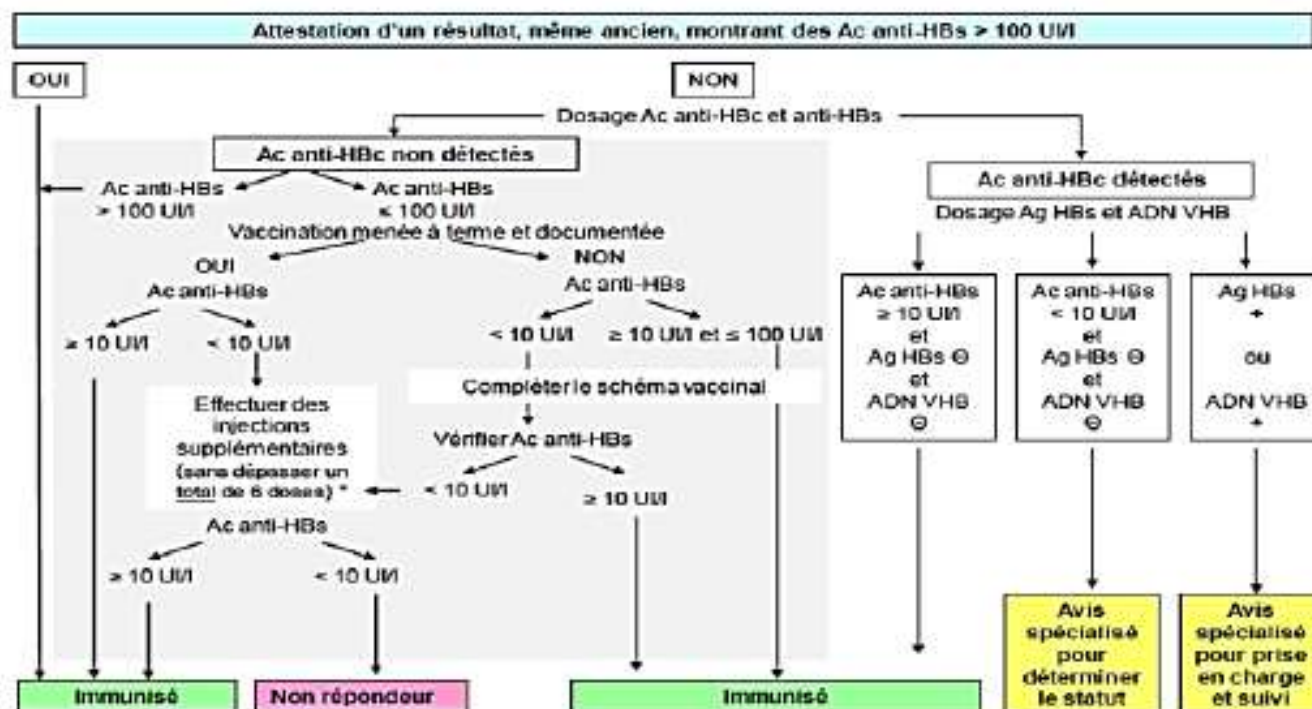 Attestation d'un résultat, même ancien, montrant des Ac anti-HBs > 100 UI/l
OUI
NON
Dosage Ac anti-HBc et anti-HBs
Ac anti-HBc non détectés
Ac anti-HBc détectés
Ac anti-HBs
> 100 UI/l
Ac anti-HBs
≤ 100 UI/l
Dosage Ag HBs et ADN VHB
Vaccination menée à terme et documentée
OUI
Ac anti-HBs
NON
Ac anti-HBs
≥ 10 UI/l
< 10 UI/l
< 10 UI/l
≥ 10 UI/l et ≤ 100 UI/l
Compléter le schéma vaccinal
Effectuer des
injections
supplémentaires
(sans dépasser un
total de 6 doses) *
Vérifier Ac anti-HBs
< 10 UI/l
≥ 10 UI/l
Ac anti-HBs
≥ 10 UI/l
< 10 UI/l
Ac anti-HBs
≥ 10 UI/l
et
Ag HBs ⊖
et
ADN VHB
⊖
Ac anti-HBs
< 10 UI/l
et
Ag HBs ⊖
et
ADN VHB
⊖
Ag HBs
+
ou
ADN VHB
+
Immunisé
Non répondeur
Immunisé
Avis
spécialisé
pour
déterminer
le statut
Avis
spécialisé
pour prise
en charge
et suivi